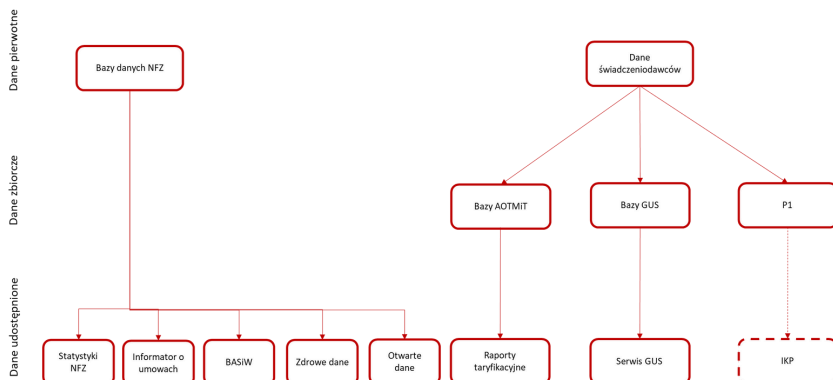 Dane pierwotne
Bazy danych NFZ
Dane
świadczeniodawców
Dane zbiorcze
Bazy AOTMiT
Bazy GUS
P1
Dane udostępnione
Statystyki
NFZ
Informator o
umowach
BASiW
Zdrowe dane
Otwarte
dane
Raporty
taryfikacyjne
Serwis GUS
IKP